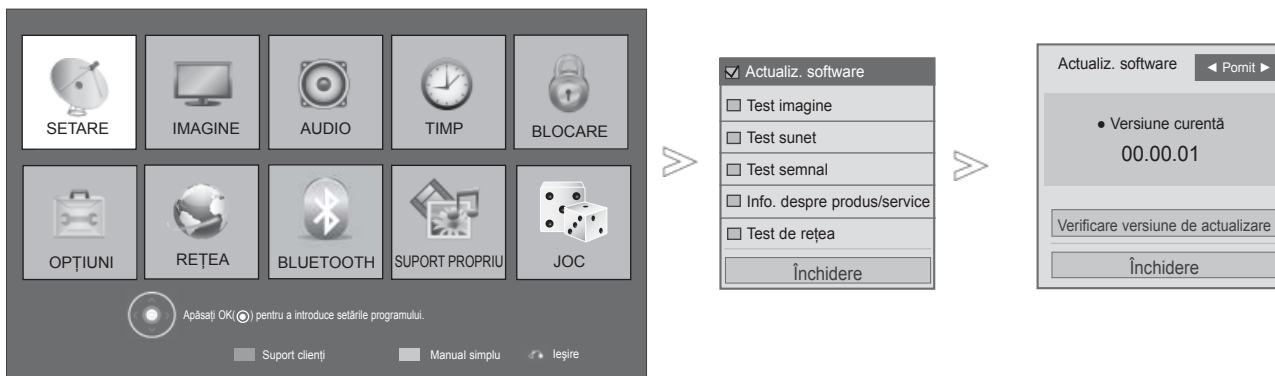 SETARE
IMAGINE
AUDIO
TIMP
BLOCARE
OPȚIUNI
REȚEA
BLUETOOTH
SUPORT PROPRIU
JOC
Apăsați OK(◉) pentru a introduce setările programului.
Suport clienți
Manual simplu
Ieșire
Actualiz. software
Test imagine
Test sunet
Test semnal
Info. despre produs/service
Test de rețea
Închidere
Actualiz. software ◄ Pornit ►
● Versiune curentă
00.00.01
Verificare versiune de actualizare
Închidere